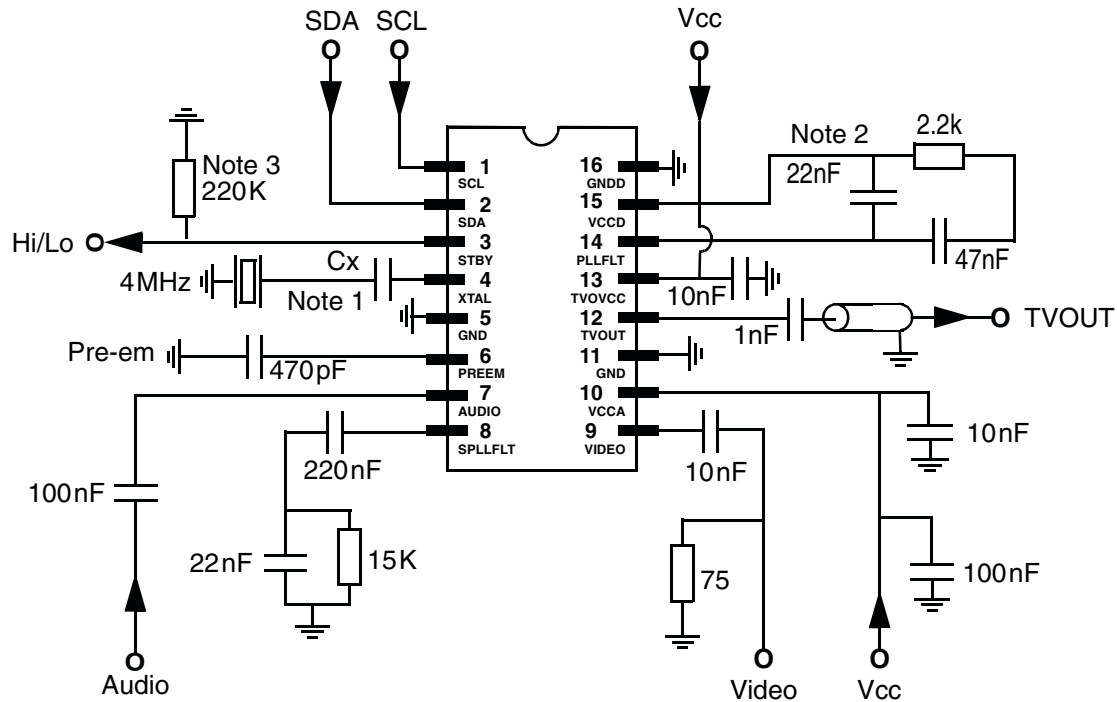 SDA SCL
Vcc
Note 3
220K
Hi/Lo
4MHz
Cx
Note 1
Pre-em
470pF
220nF
100nF
22nF
15K
Audio
1
SCL
2
SDA
3
STBY
4
XTAL
5
GND
6
PREEM
7
AUDIO
8
SPLLFLT
16
GNDD
15
VCCD
14
PLLFLT
13
TVOVCC
12
TVOUT
11
GND
10
VCCA
9
VIDEO
Note 2
2.2k
22nF
47nF
10nF
1nF
TVOUT
10nF
10nF
75
100nF
Video
Vcc